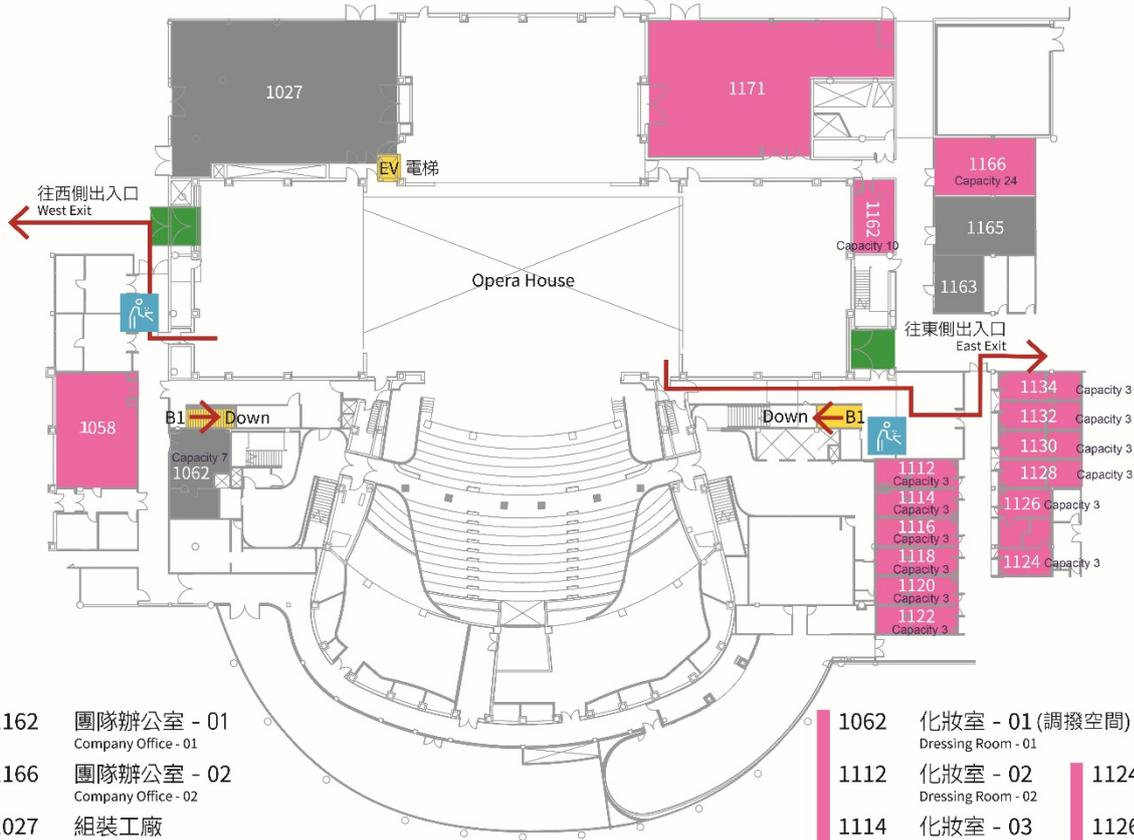 1027
1171
EV 電梯
1166
Capacity 24
往西側出入口
West Exit
1162
Capacity 10
1165
Opera House
1163
往東側出入口
East Exit
1134 Capacity 3
1132 Capacity 3
1130 Capacity 3
1128 Capacity 3
1126 Capacity 3
1124 Capacity 3
1058
B1 Down
Down B1
Capacity 7
1062
1112
Capacity 3
1114
Capacity 3
1116
Capacity 3
1118
Capacity 3
1120
Capacity 3
1122
Capacity 3
1162 團隊辦公室 - 01
Company Office - 01
1166 團隊辦公室 - 02
Company Office - 02
1027 組裝工廠
1062 化妝室 - 01 (調撥空間)
Dressing Room - 01
1112 化妝室 - 02
Dressing Room - 02
1114 化妝室 - 03
1124
1126